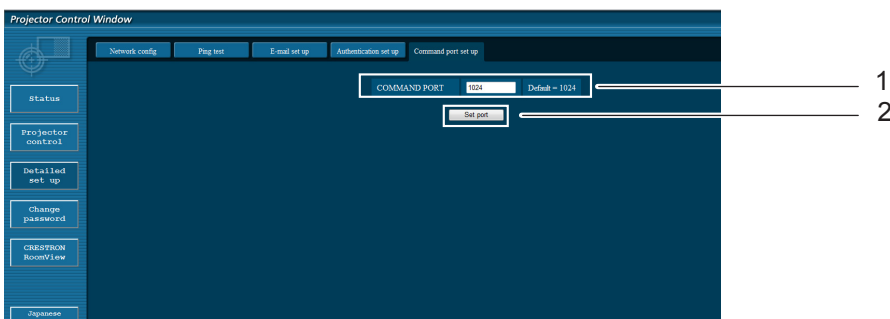 Projector Control Window
Network config Ping test E-mail set up Authentication set up Command port set up
COMMAND PORT 1024 Default = 1024 1
Set port 2
Status
Projector
control
Detailed
set up
Change
password
CRESTRON
RoomView
Japanese